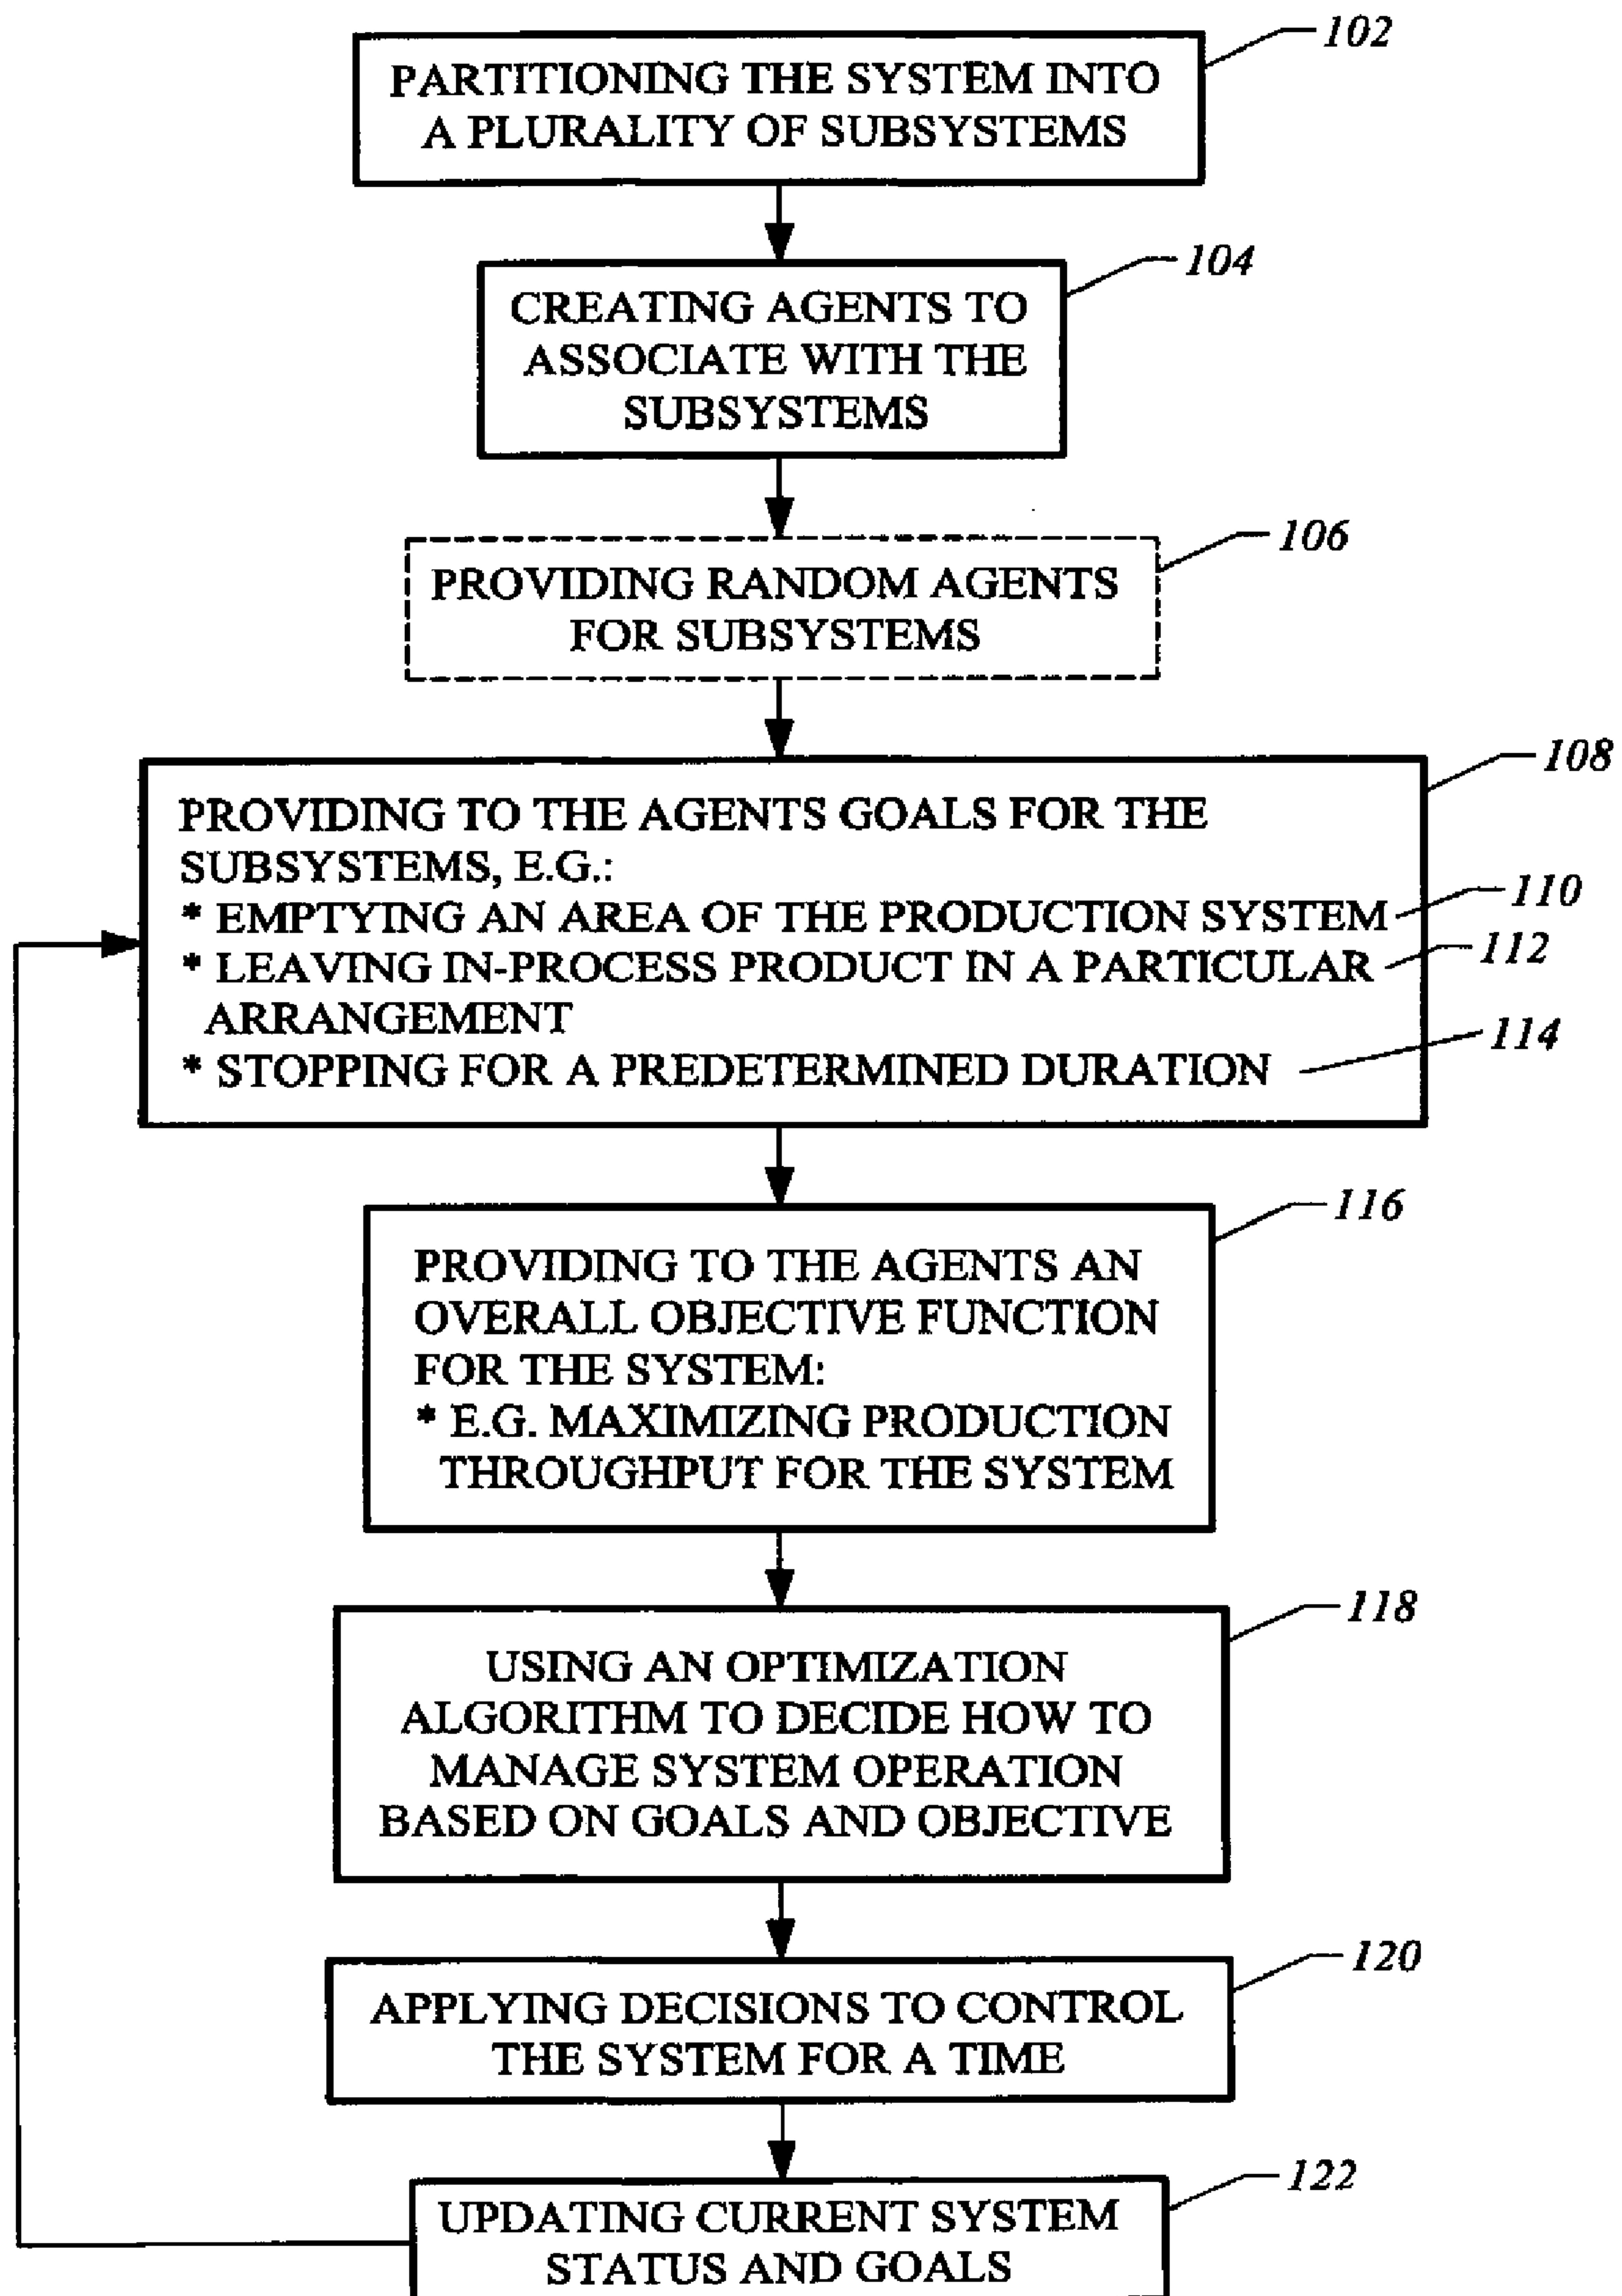 102
PARTITIONING THE SYSTEM INTO
A PLURALITY OF SUBSYSTEMS
104
CREATING AGENTS TO
ASSOCIATE WITH THE
SUBSYSTEMS
106
PROVIDING RANDOM AGENTS
FOR SUBSYSTEMS
108
PROVIDING TO THE AGENTS GOALS FOR THE
SUBSYSTEMS, E.G.:
* EMPTYING AN AREA OF THE PRODUCTION SYSTEM
110
* LEAVING IN-PROCESS PRODUCT IN A PARTICULAR
112
ARRANGEMENT
* STOPPING FOR A PREDETERMINED DURATION
114
116
PROVIDING TO THE AGENTS AN
OVERALL OBJECTIVE FUNCTION
FOR THE SYSTEM:
* E.G. MAXIMIZING PRODUCTION
THROUGHPUT FOR THE SYSTEM
118
USING AN OPTIMIZATION
ALGORITHM TO DECIDE HOW TO
MANAGE SYSTEM OPERATION
BASED ON GOALS AND OBJECTIVE
120
APPLYING DECISIONS TO CONTROL
THE SYSTEM FOR A TIME
122
UPDATING CURRENT SYSTEM
STATUS AND GOALS